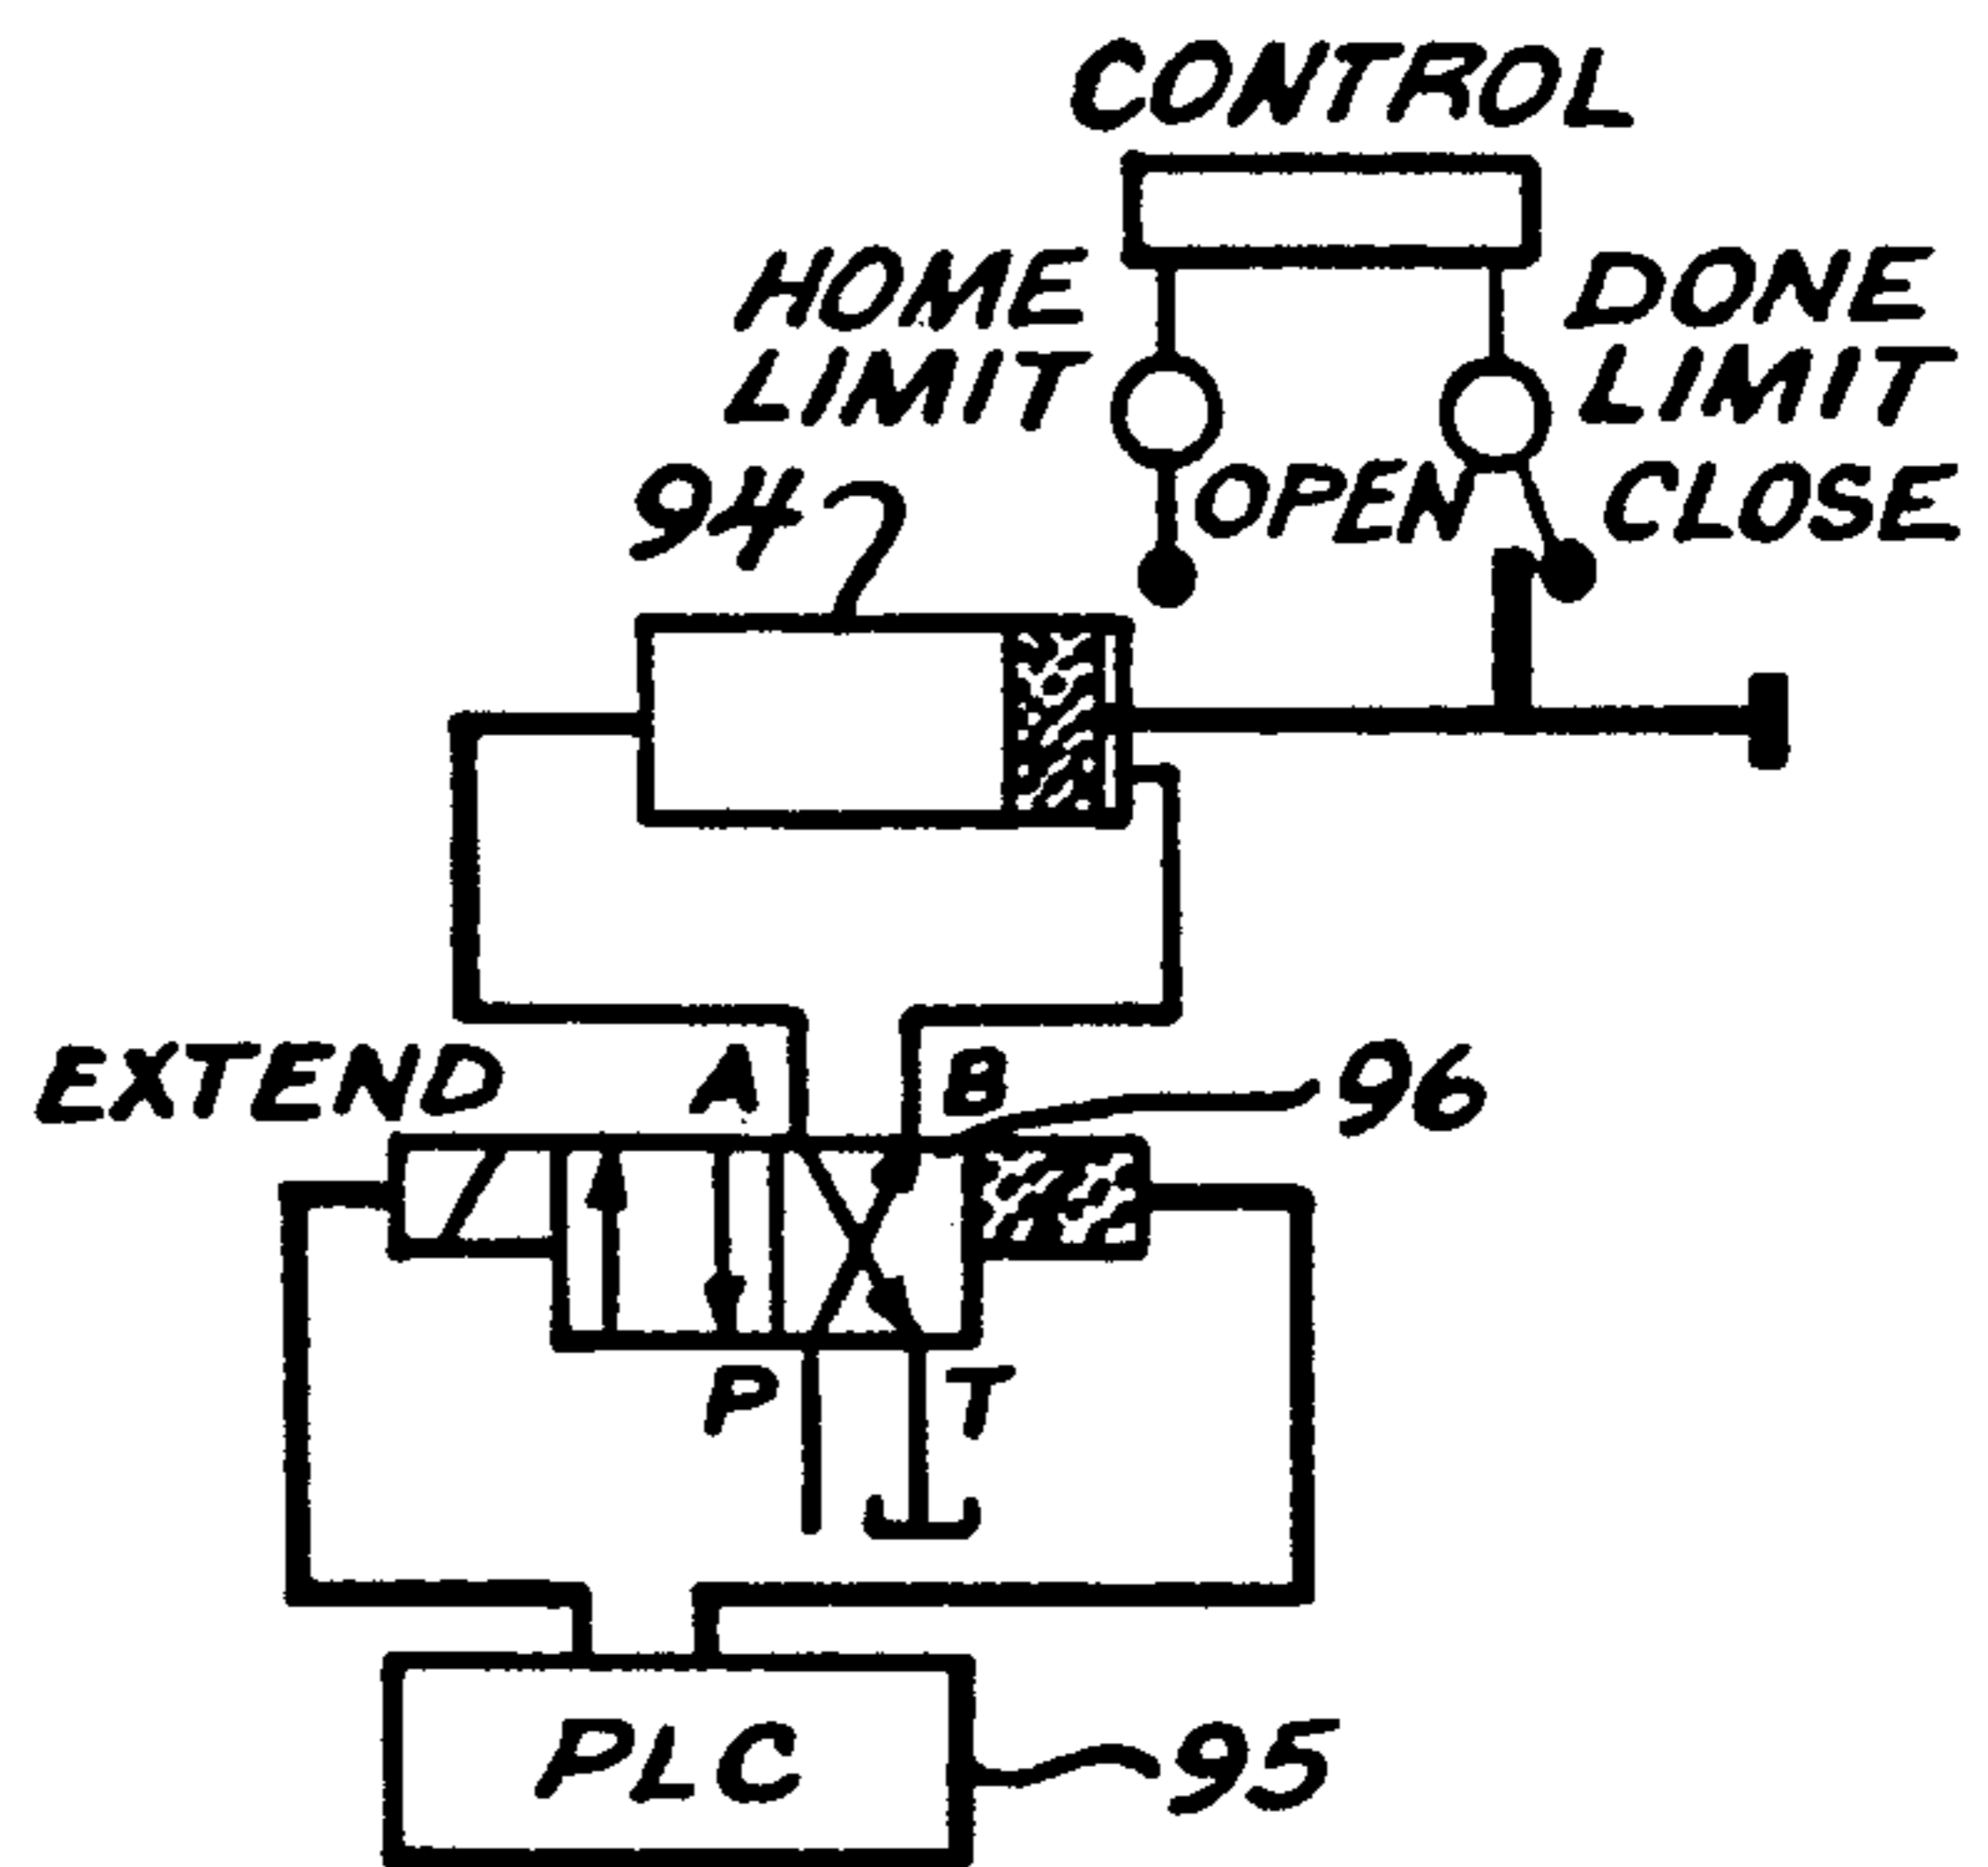 CONTROL
HOME
LIMIT
DONE
LIMIT
OPEN
CLOSE
94
EXTEND
A
B
96
P
T
PLC
95